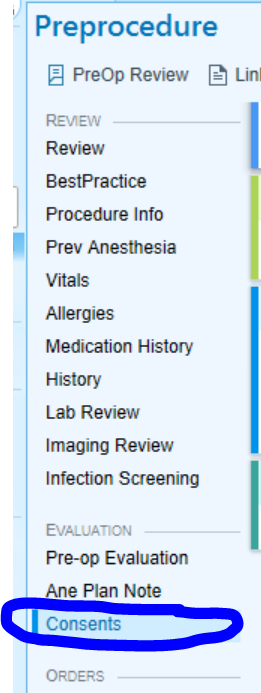 Preprocedure
PreOp Review
REVIEW
Review
BestPractice
Procedure Info
Prev Anesthesia
Vitals
Allergies
Medication History
History
Lab Review
Imaging Review
Infection Screening
EVALUATION
Pre-op Evaluation
Ane Plan Note
Consents
ORDERS